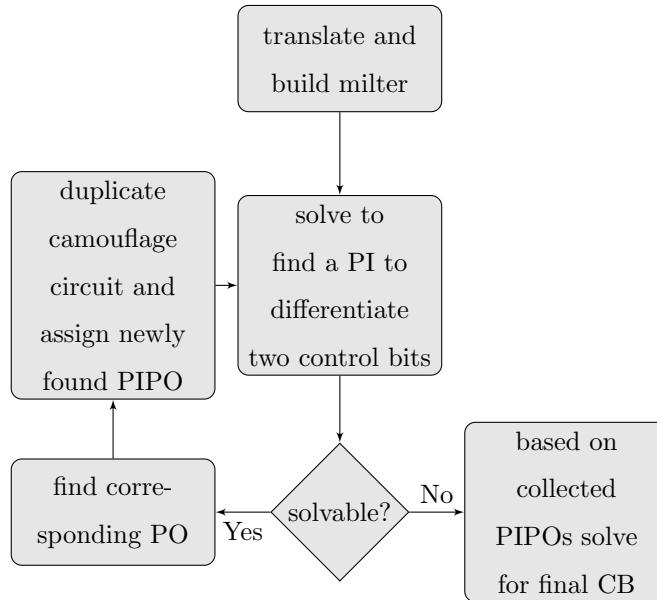 translate and
build milter
duplicate
camouflage
circuit and
assign newly
found PIPO
solve to
find a PI to
differentiate
two control bits
find corre-
sponding PO
Yes
solvable?
No
based on
collected
PIPOs solve
for final CB